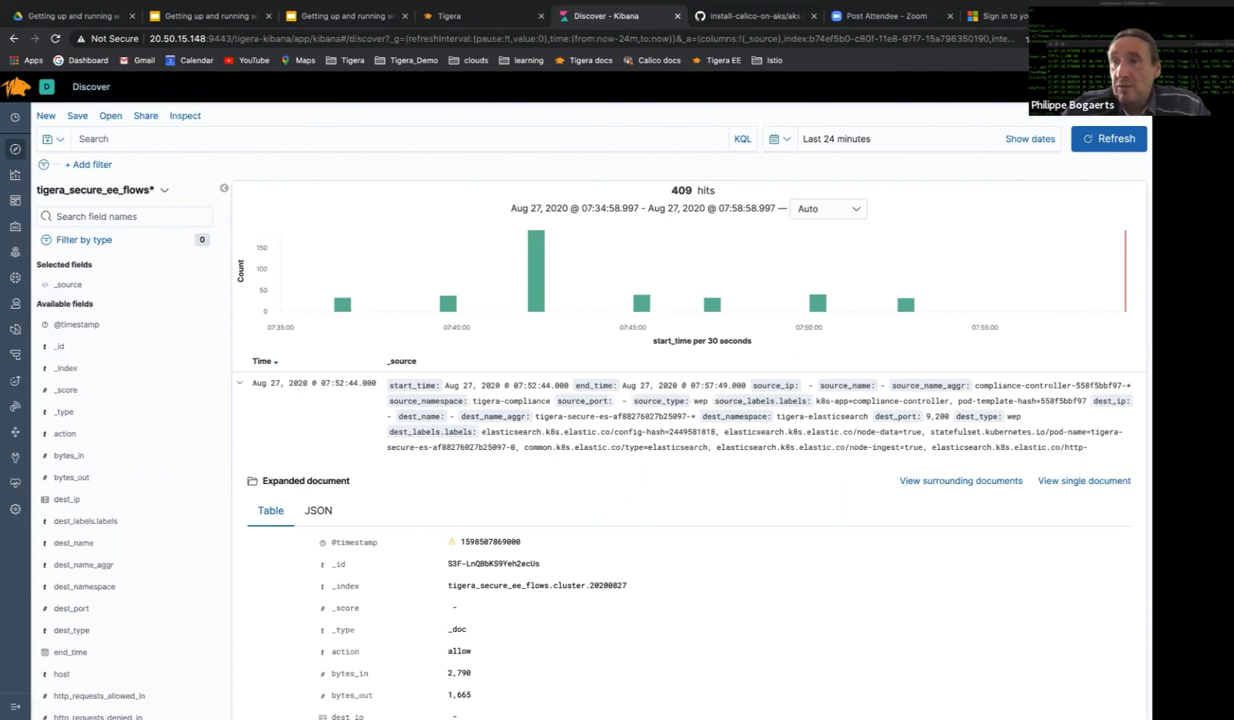 Getting up and running w
Getting up and running w
Getting up and running w
Tigera
Discover - Kibana
install-calico-on-aks/aks.
Post Attendee - Zoom
Sign in to you
Not Secure
20.50.15.148:9443/tigera-kibana/app/kibana#/discover?_g=(refreshInterval:(pause:!t,value:0),time:(from:now-24m,to:now))&_a=(columns:!(_source),index:b74ef5b0-c80f-11e8-97f7-15a796350190,inte...
Apps
Dashboard
Gmail
Calendar
YouTube
Maps
Tigera
Tigera_Demo
clouds
learning
Tigera docs
Calico docs
Tigera EE
Istio
Philippe Bogaerts
D
Discover
New
Save
Open
Share
Inspect
Search
KQL
Last 24 minutes
Show dates
Refresh
+ Add filter
tigera_secure_ee_flows*
Search field names
Filter by type
0
Selected fields
_source
Available fields
@timestamp
_id
_index
_score
t _type
t action
# bytes_in
# bytes_out
dest_ip
t dest_labels.labels
t dest_name
t dest_name_aggr
t dest_namespace
# dest_port
t dest_type
end_time
t host
# http_requests_allowed_in
# http_requests_denied_in
409 hits
Aug 27, 2020 @ 07:34:58.997 - Aug 27, 2020 @ 07:58:58.997 —
Auto
Count
150
100
50
0
07:35:00
07:40:00
07:45:00
07:50:00
07:55:00
start_time per 30 seconds
Time
_source
Aug 27, 2020 @ 07:52:44.000
start_time: Aug 27, 2020 @ 07:52:44.000 end_time: Aug 27, 2020 @ 07:57:49.000 source_ip: - source_name: - source_name_aggr: compliance-controller-558f5bbf97-*
source_namespace: tigera-compliance source_port: - source_type: wep source_labels.labels: k8s-app=compliance-controller, pod-template-hash=558f5bbf97 dest_ip:
- dest_name: - dest_name_aggr: tigera-secure-es-af88276027b25097-* dest_namespace: tigera-elasticsearch dest_port: 9,200 dest_type: wep
dest_labels.labels: elasticsearch.k8s.elastic.co/config-hash=2449581818, elasticsearch.k8s.elastic.co/node-data=true, statefulset.kubernetes.io/pod-name=tigera-
secure-es-af88276027b25097-0, common.k8s.elastic.co/type=elasticsearch, elasticsearch.k8s.elastic.co/node-ingest=true, elasticsearch.k8s.elastic.co/http-
Expanded document
View surrounding documents
View single document
Table
JSON
@timestamp
1598507869000
t _id
S3F-LnQBbKS9Yeh2ecUs
t _index
tigera_secure_ee_flows.cluster.20200827
# _score
-
t _type
_doc
t action
allow
# bytes_in
2,790
# bytes_out
1,665
dest_ip
-